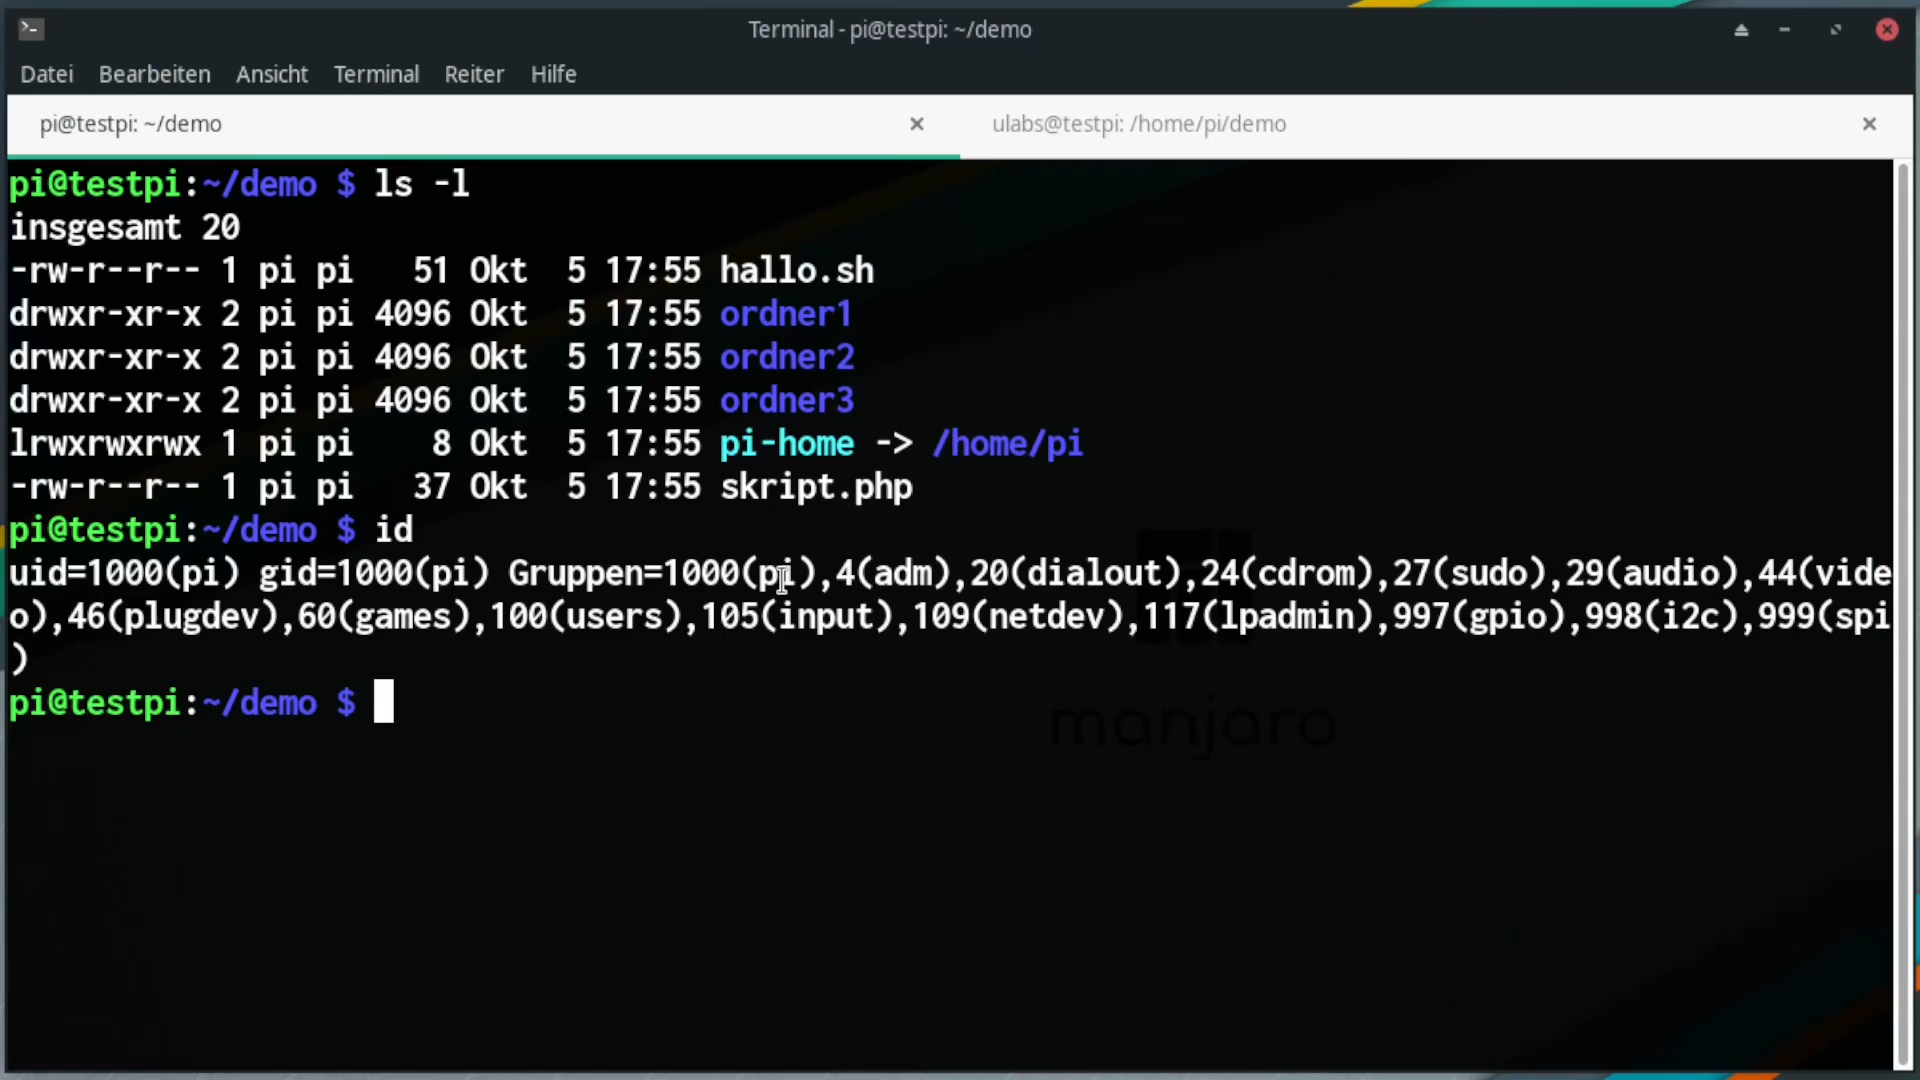 Terminal - pi@testpi: ~/demo
Datei Bearbeiten Ansicht Terminal Reiter Hilfe
pi@testpi: ~/demo
ulabs@testpi: /home/pi/demo
pi@testpi:~/demo $ ls -l
insgesamt 20
-rw-r--r-- 1 pi pi   51 Okt  5 17:55 hallo.sh
drwxr-xr-x 2 pi pi 4096 Okt  5 17:55 ordner1
drwxr-xr-x 2 pi pi 4096 Okt  5 17:55 ordner2
drwxr-xr-x 2 pi pi 4096 Okt  5 17:55 ordner3
lrwxrwxrwx 1 pi pi    8 Okt  5 17:55 pi-home -> /home/pi
-rw-r--r-- 1 pi pi   37 Okt  5 17:55 skript.php
pi@testpi:~/demo $ id
uid=1000(pi) gid=1000(pi) Gruppen=1000(pi),4(adm),20(dialout),24(cdrom),27(sudo),29(audio),44(vide
o),46(plugdev),60(games),100(users),105(input),109(netdev),117(lpadmin),997(gpio),998(i2c),999(spi
)
pi@testpi:~/demo $
manjaro